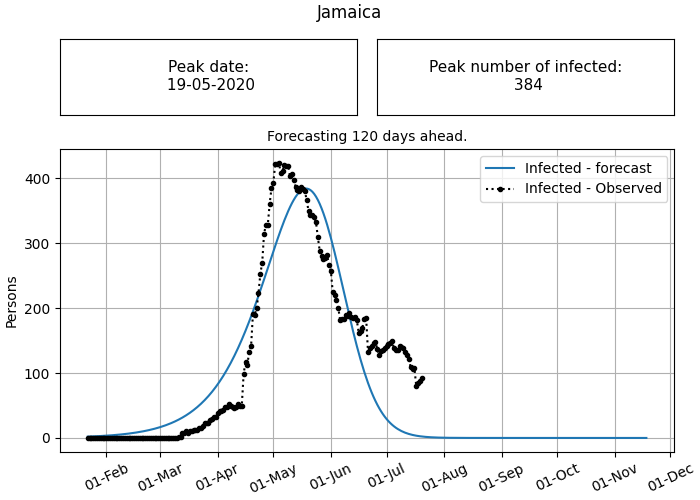 Jamaica
Peak date:
19-05-2020
Peak number of infected:
384
Forecasting 120 days ahead.
Infected - forecast
Infected - Observed
Persons
400
300
200
100
0
01-Feb
01-Mar
01-Apr
01-May
01-Jun
01-Jul
01-Aug
01-Sep
01-Oct
01-Nov
01-Dec